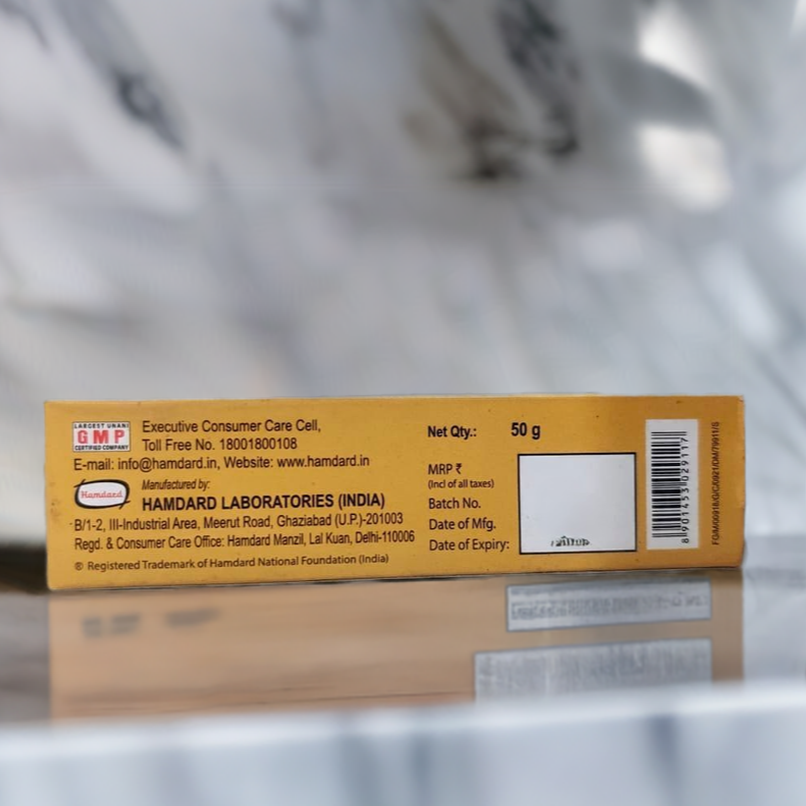 LARGEST UNANI
GMP
CERTIFIED COMPANY
Executive Consumer Care Cell,
Toll Free No. 18001800108
E-mail: info@hamdard.in, Website: www.hamdard.in
Hamdard
Manufactured by:
HAMDARD LABORATORIES (INDIA)
B/1-2, III-Industrial Area, Meerut Road, Ghaziabad (U.P.)-201003
Regd. & Consumer Care Office: Hamdard Manzil, Lal Kuan, Delhi-110006
® Registered Trademark of Hamdard National Foundation (India)
Net Qty.: 50 g
MRP ₹
(Incl of all taxes)
Batch No.
Date of Mfg.
Date of Expiry:
8 901453 029117